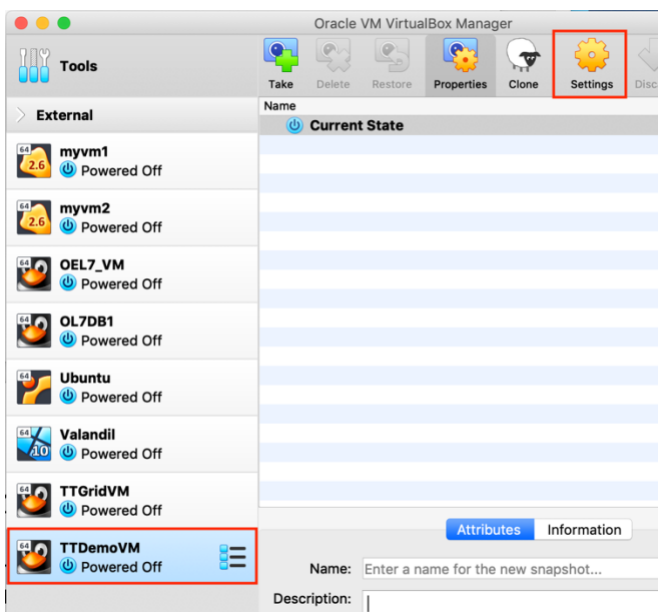 Oracle VM VirtualBox Manager
Tools
Take Delete Restore Properties Clone Settings Disc
External
Name
Current State
64 2.6 myvm1
Powered Off
64 2.6 myvm2
Powered Off
64 OEL7_VM
Powered Off
64 OL7DB1
Powered Off
64 Ubuntu
Powered Off
64 10 Valandil
Powered Off
64 TTGridVM
Powered Off
Attributes Information
64 TTDemoVM
Powered Off
Name: Enter a name for the new snapshot...
Description: